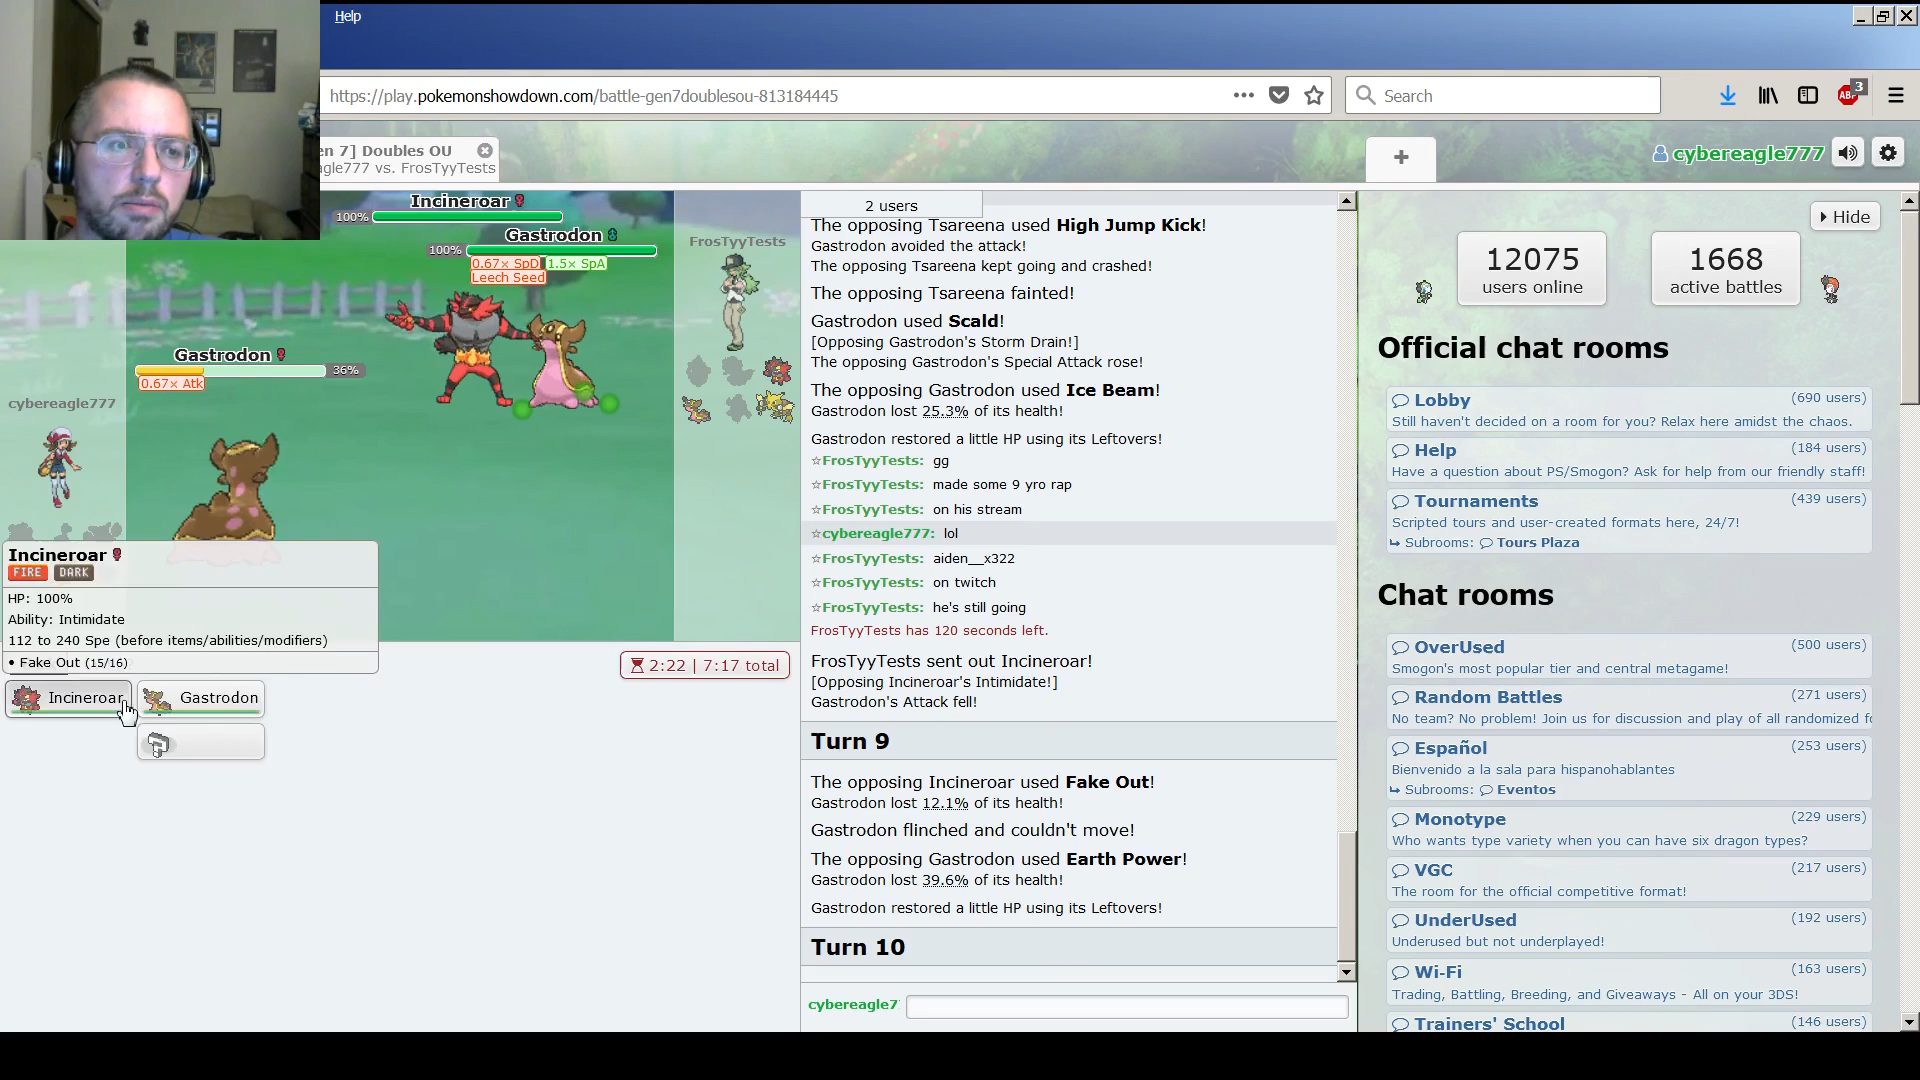 Help
https://play.pokemonshowdown.com/battle-gen7doublesou-813184445
Search
ABP
3
en 7] Doubles OU
gle777 vs. FrosTyyTests
+
cybereagle777
Incineroar
100%
Gastrodon
100%
0.67× SpD 1.5× SpA
Leech Seed
FrosTyyTests
Gastrodon
36%
0.67× Atk
cybereagle777
Incineroar
FIRE DARK
HP: 100%
Ability: Intimidate
112 to 240 Spe (before items/abilities/modifiers)
• Fake Out (15/16)
Incineroar
Gastrodon
2:22 | 7:17 total
2 users
The opposing Tsareena used High Jump Kick!
Gastrodon avoided the attack!
The opposing Tsareena kept going and crashed!
The opposing Tsareena fainted!
Gastrodon used Scald!
[Opposing Gastrodon's Storm Drain!]
The opposing Gastrodon's Special Attack rose!
The opposing Gastrodon used Ice Beam!
Gastrodon lost 25.3% of its health!
Gastrodon restored a little HP using its Leftovers!
☆FrosTyyTests: gg
☆FrosTyyTests: made some 9 yro rap
☆FrosTyyTests: on his stream
☆cybereagle777: lol
☆FrosTyyTests: aiden__x322
☆FrosTyyTests: on twitch
☆FrosTyyTests: he's still going
FrosTyyTests has 120 seconds left.
FrosTyyTests sent out Incineroar!
[Opposing Incineroar's Intimidate!]
Gastrodon's Attack fell!
Turn 9
The opposing Incineroar used Fake Out!
Gastrodon lost 12.1% of its health!
Gastrodon flinched and couldn't move!
The opposing Gastrodon used Earth Power!
Gastrodon lost 39.6% of its health!
Gastrodon restored a little HP using its Leftovers!
Turn 10
cybereagle7
Hide
12075
users online
1668
active battles
Official chat rooms
Lobby (690 users)
Still haven't decided on a room for you? Relax here amidst the chaos.
Help (184 users)
Have a question about PS/Smogon? Ask for help from our friendly staff!
Tournaments (439 users)
Scripted tours and user-created formats here, 24/7!
Subrooms: Tours Plaza
Chat rooms
OverUsed (500 users)
Smogon's most popular tier and central metagame!
Random Battles (271 users)
No team? No problem! Join us for discussion and play of all randomized fo
Español (253 users)
Bienvenido a la sala para hispanohablantes
Subrooms: Eventos
Monotype (229 users)
Who wants type variety when you can have six dragon types?
VGC (217 users)
The room for the official competitive format!
UnderUsed (192 users)
Underused but not underplayed!
Wi-Fi (163 users)
Trading, Battling, Breeding, and Giveaways - All on your 3DS!
Trainers' School (146 users)